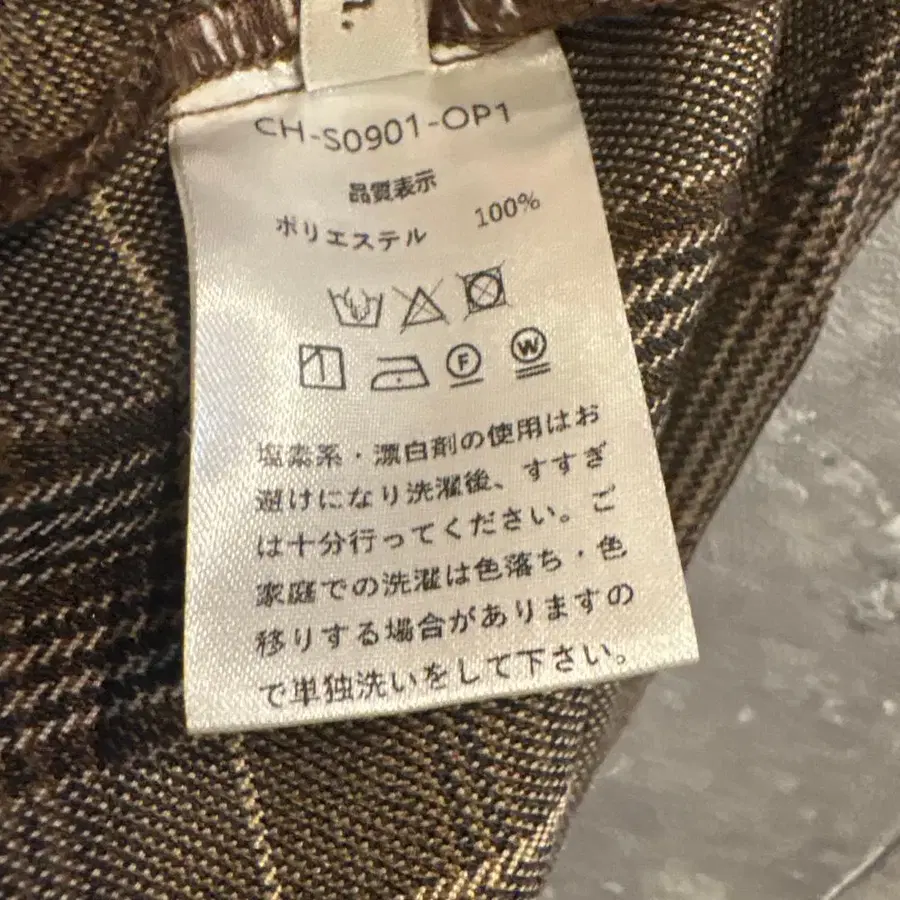 CH-S0901-OP1
品質表示
ポリエステル 100%
F W
塩素系・漂白剤の使用はお
避けになり洗濯後、すすぎ
は十分行ってください。ご
家庭での洗濯は色落ち・色
移りする場合がありますの
で単独洗いをして下さい。